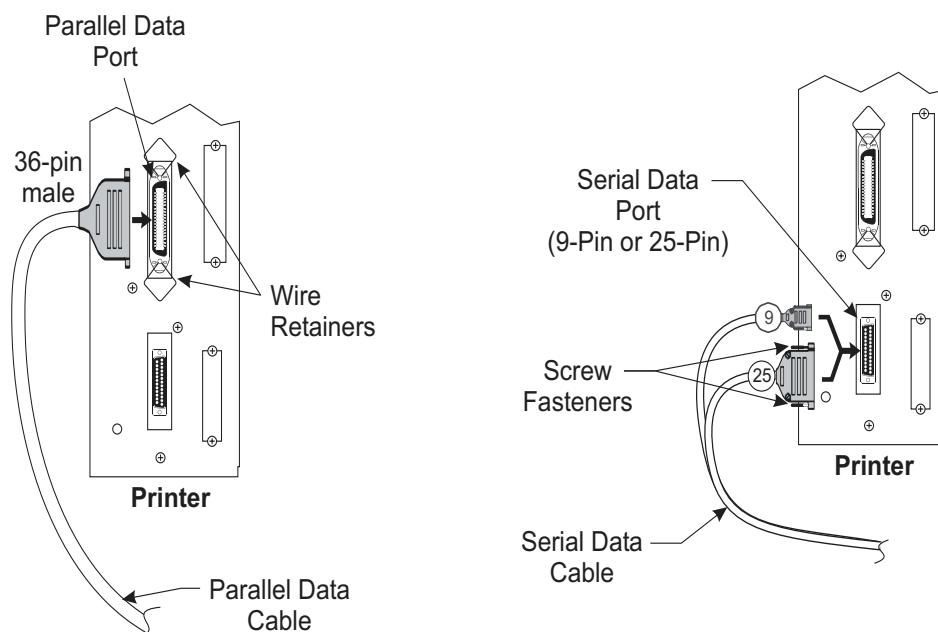 Parallel Data
Port
36-pin
male
Wire
Retainers
Printer
Parallel Data
Cable
Serial Data
Port
(9-Pin or 25-Pin)
9
25
Screw
Fasteners
Printer
Serial Data
Cable